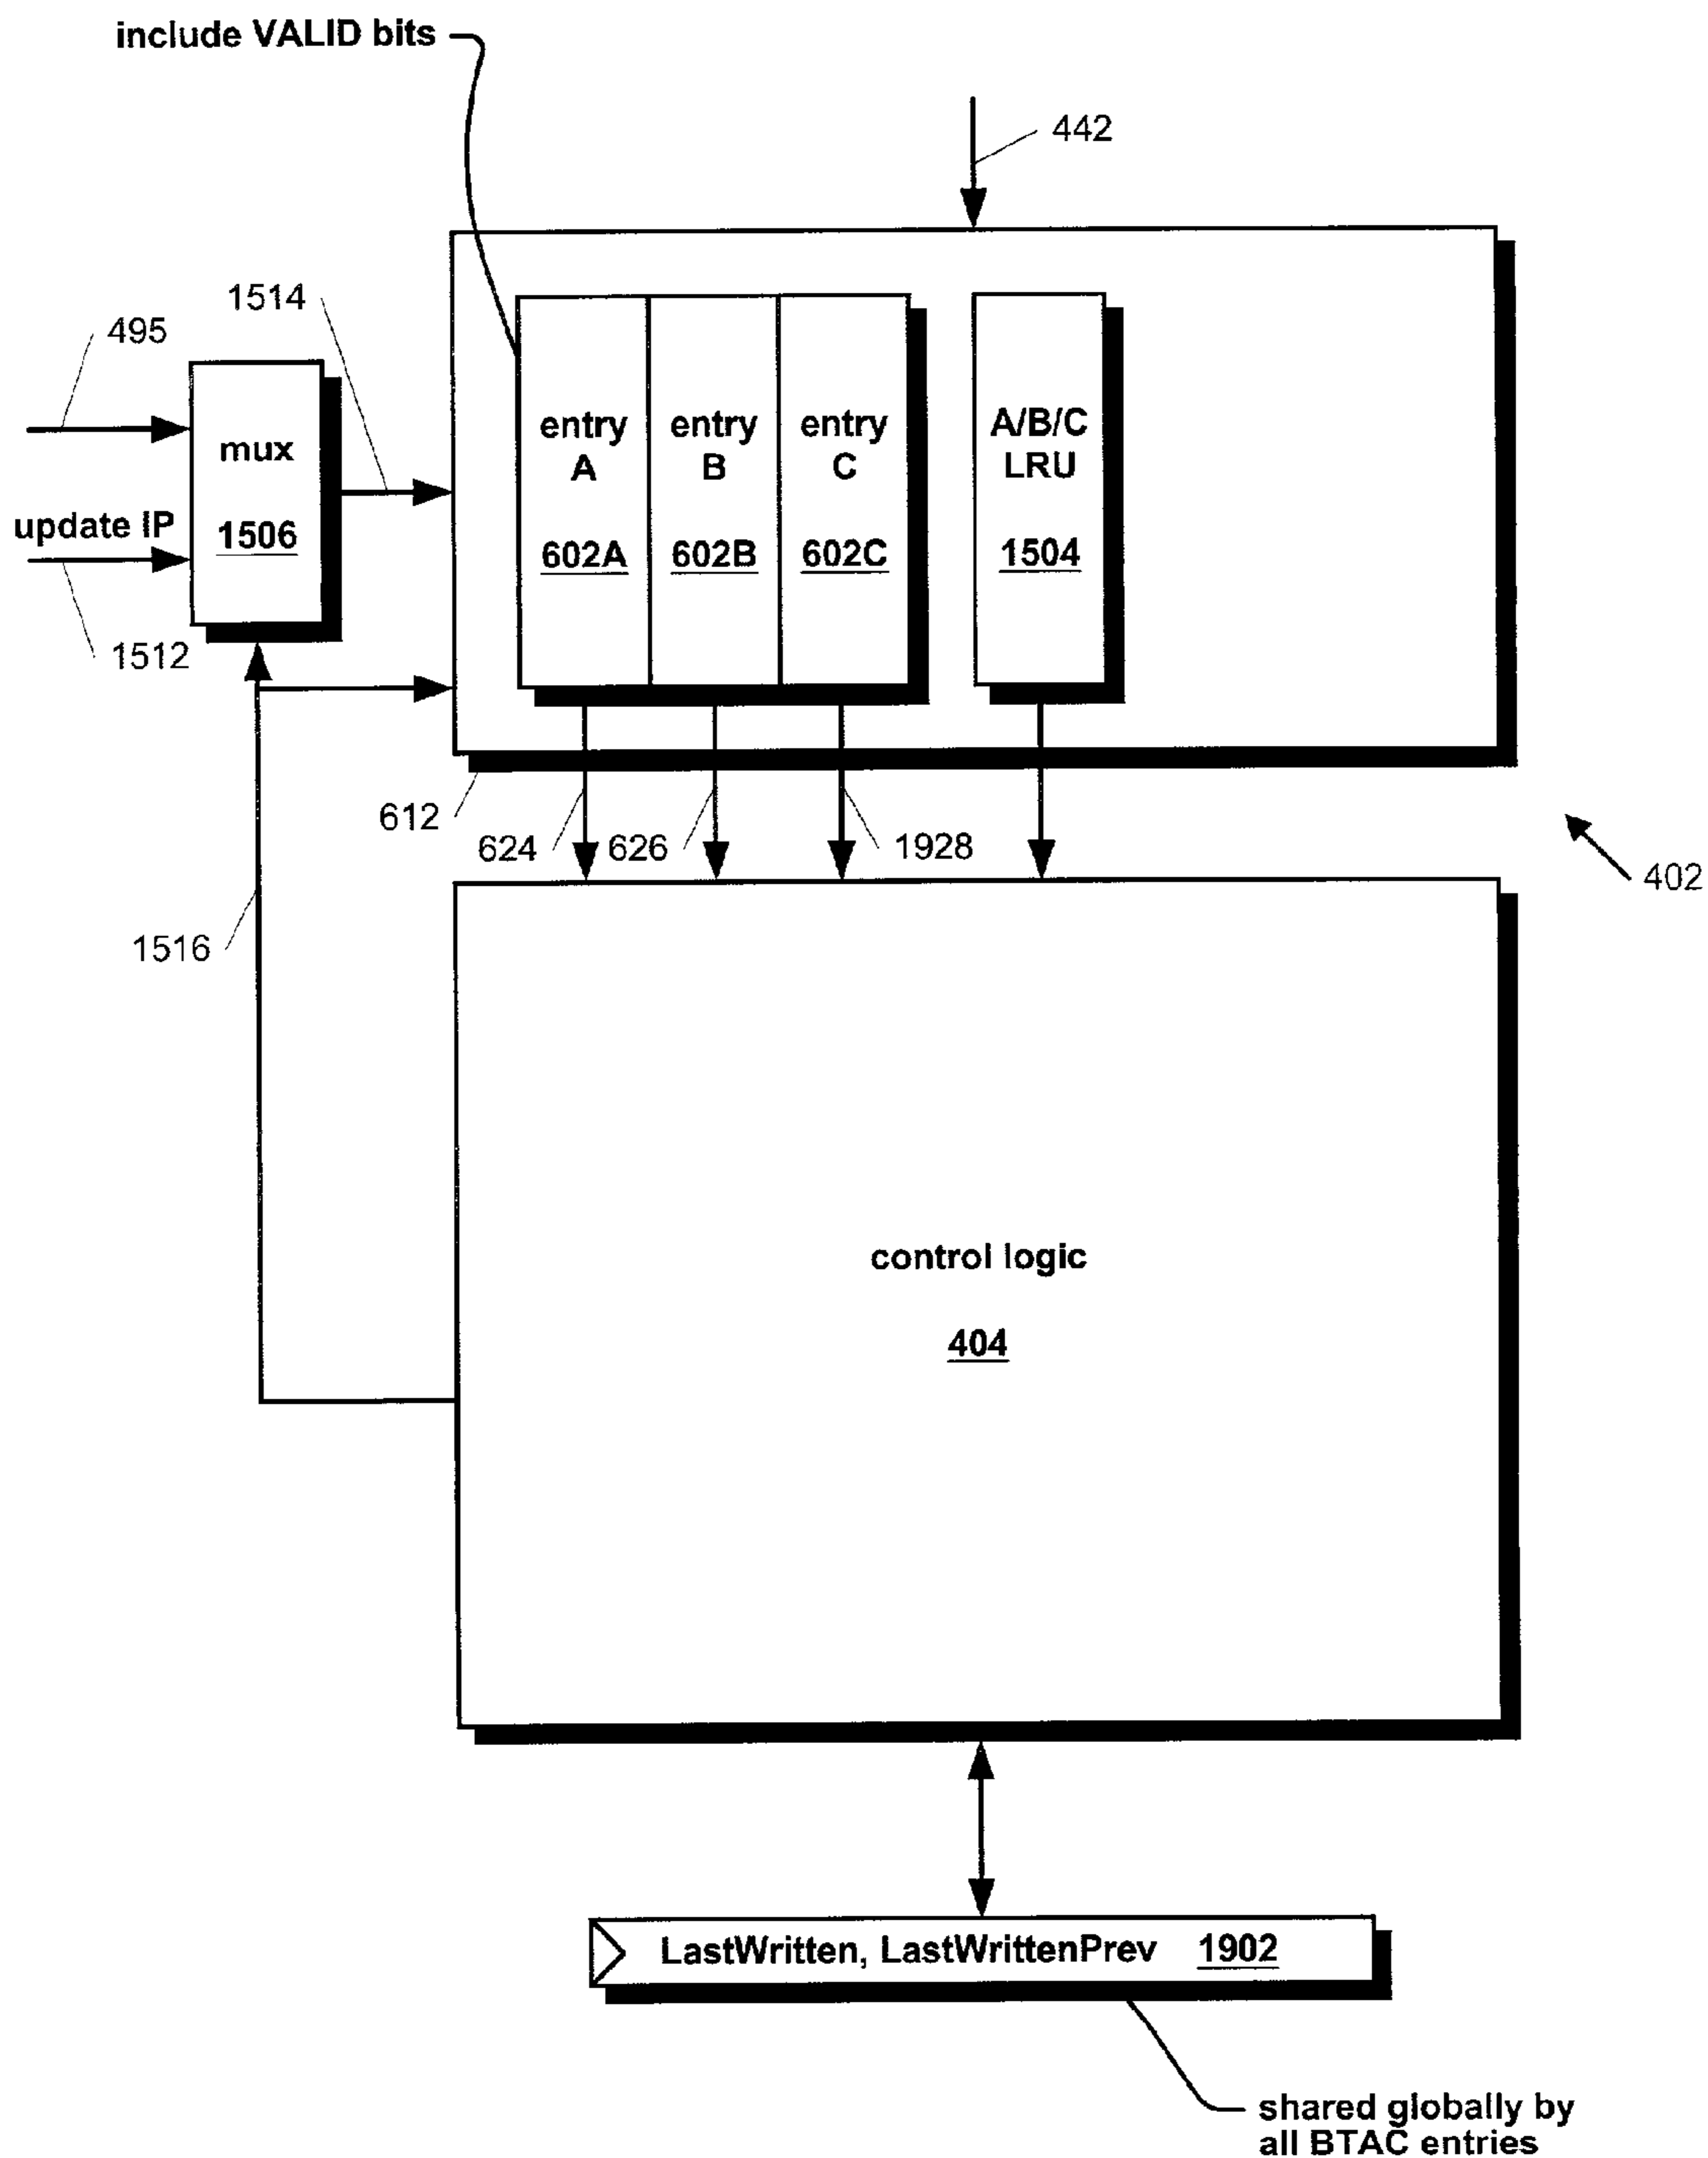 include VALID bits
442
1514
495
mux
1506
update IP
1512
entry
A
602A
entry
B
602B
entry
C
602C
A/B/C
LRU
1504
612
624
626
1928
402
1516
control logic
404
LastWritten, LastWrittenPrev 1902
shared globally by
all BTAC entries